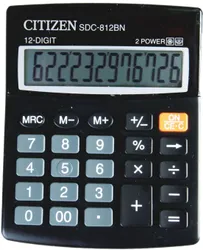 CITIZEN SDC-812BN
12-DIGIT 2 POWER
622232976726
MRC M- M+ +/- ON CE·C
7 8 9 % →
4 5 6 × ÷
1 2 3 + −
0 00 · =